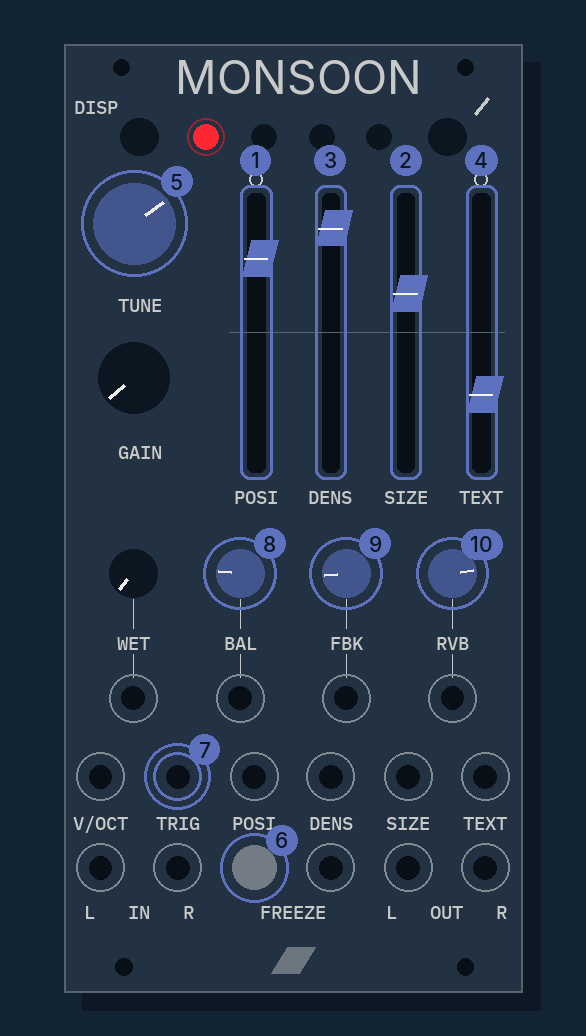 MONSOON
DISP
1 3 2 4
5
TUNE
GAIN
POSI DENS SIZE TEXT
8 9 10
WET BAL FBK RVB
7
V/OCT TRIG POSI DENS SIZE TEXT
6
L IN R FREEZE L OUT R